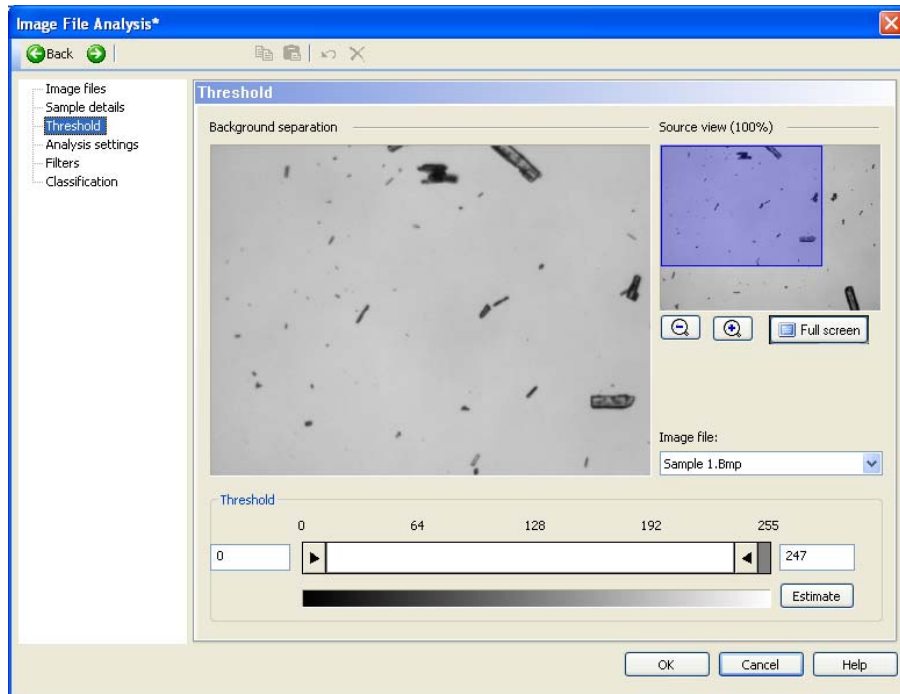 Image File Analysis*
Back
Image files
Sample details
Threshold
Analysis settings
Filters
Classification
Threshold
Background separation
Source view (100%)
Full screen
Image file:
Sample 1.Bmp
Threshold
0 64 128 192 255
0 247
Estimate
OK Cancel Help